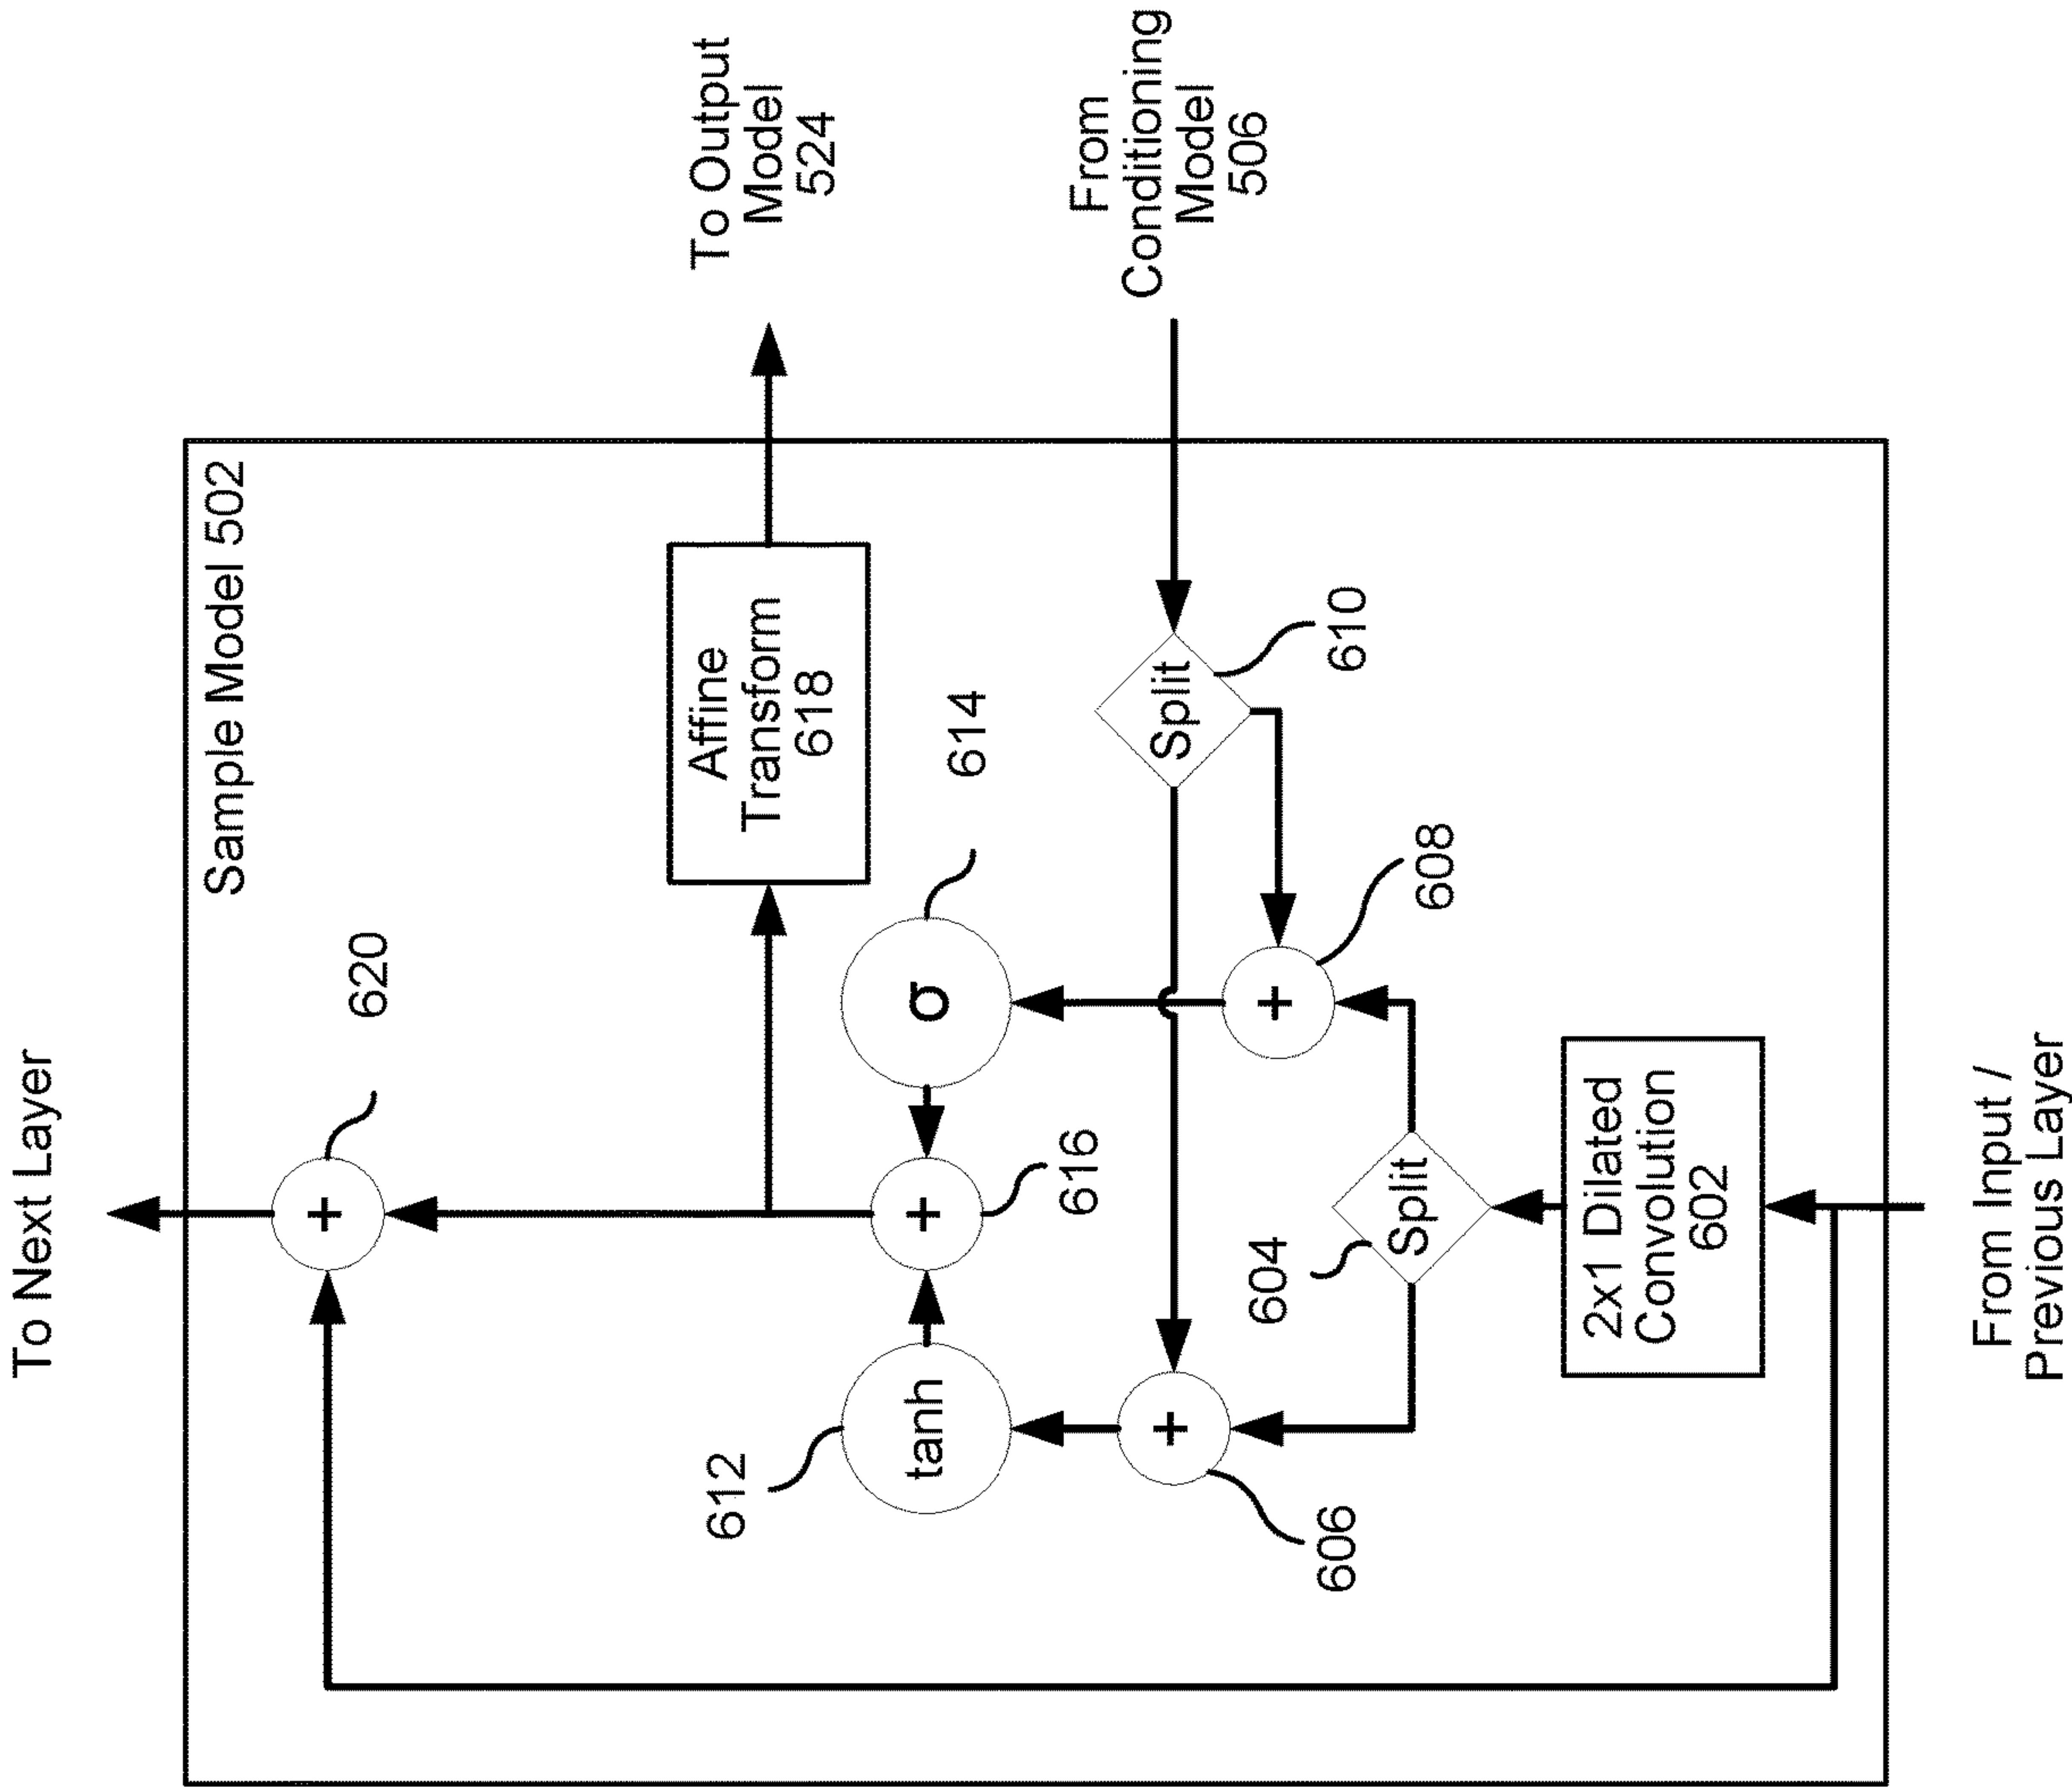 To Next Layer
Sample Model 502
620
To Output
Model
524
Affine
Transform
618
614
σ
+
+
616
612
tanh
From
Conditioning
Model
506
Split
610
+
606
+
608
604
Split
2x1 Dilated
Convolution
602
From Input /
Previous Layer